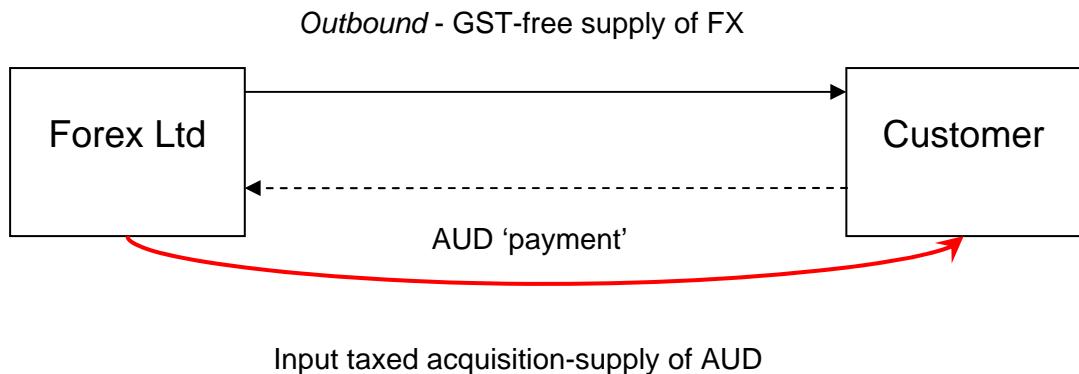 Outbound - GST-free supply of FX
Forex Ltd
Customer
AUD ‘payment’
Input taxed acquisition-supply of AUD